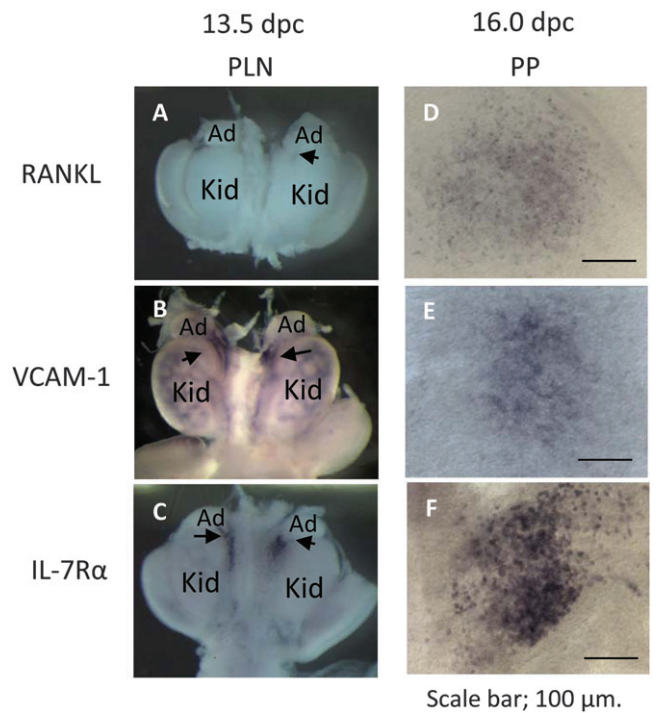 13.5 dpc 16.0 dpc
PLN PP
RANKL
A
Ad Ad
Kid Kid
D
VCAM-1
B
Ad Ad
Kid Kid
E
IL-7Rα
C
Ad Ad
Kid Kid
F
Scale bar; 100 μm.